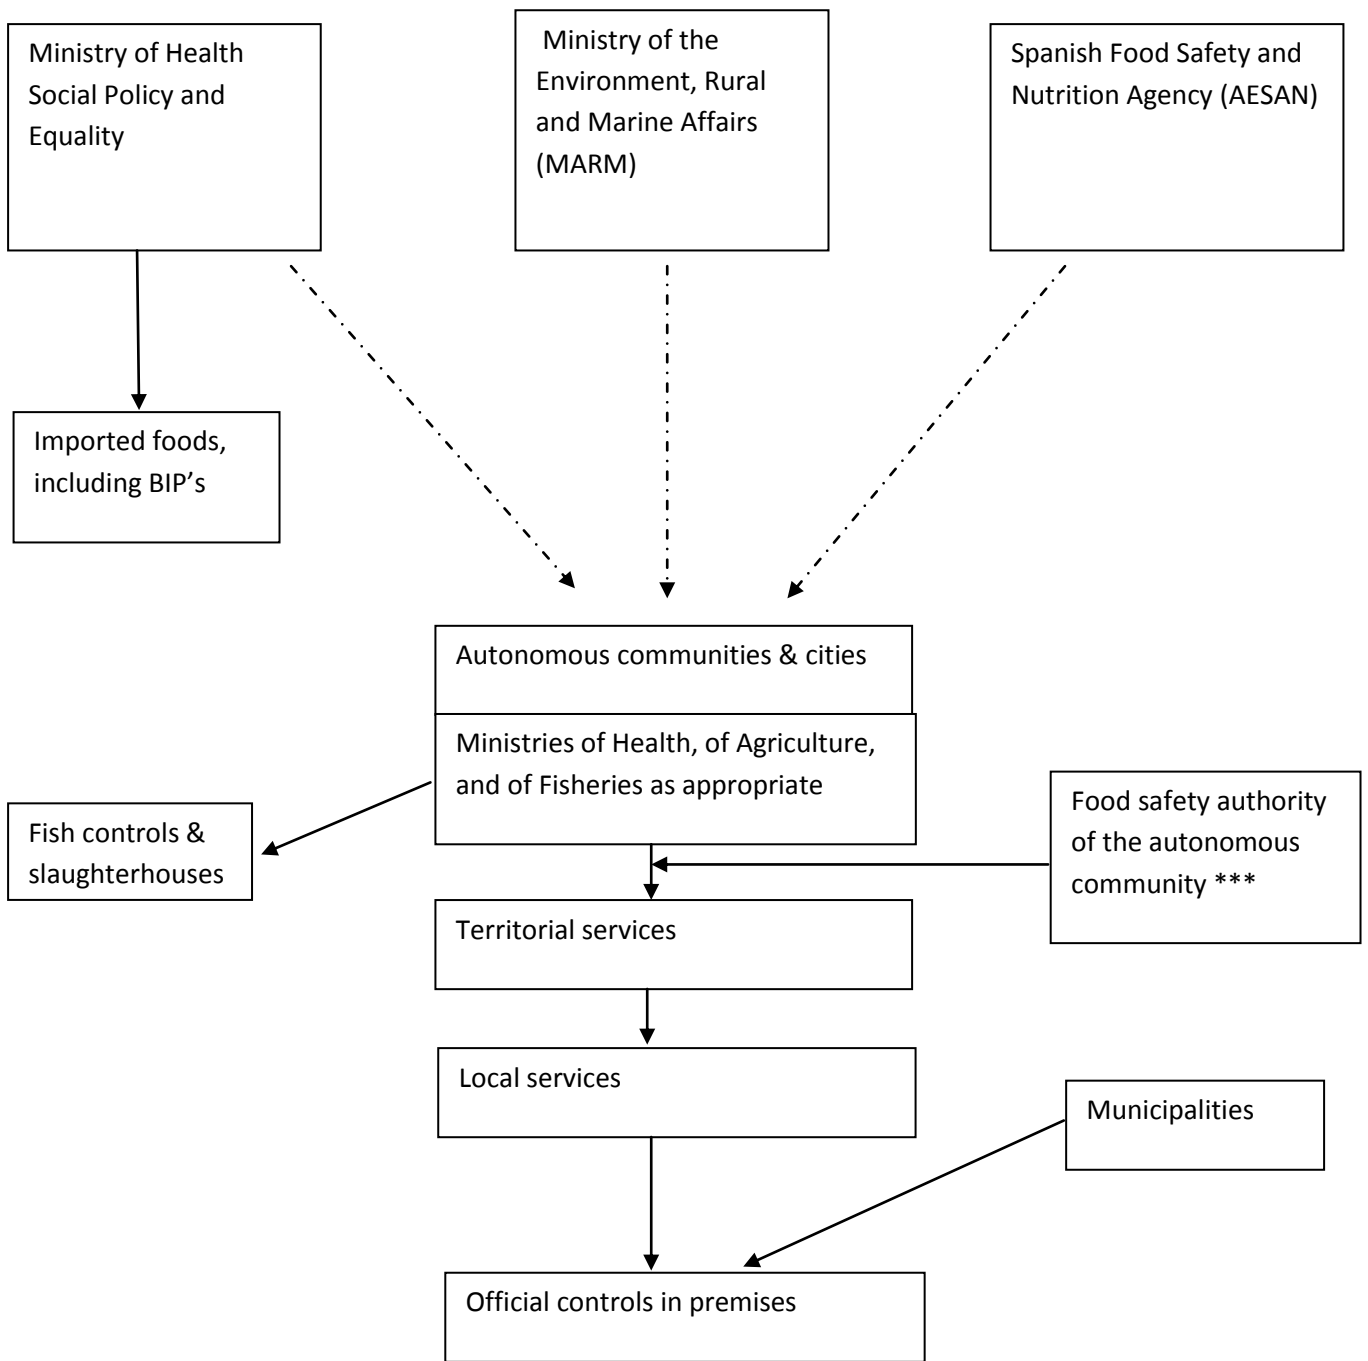 Ministry of Health
Social Policy and
Equality
Ministry of the
Environment, Rural
and Marine Affairs
(MARM)
Spanish Food Safety and
Nutrition Agency (AESAN)
Imported foods,
including BIP’s
Autonomous communities & cities
Ministries of Health, of Agriculture,
and of Fisheries as appropriate
Fish controls &
slaughterhouses
Food safety authority
of the autonomous
community ***
Territorial services
Local services
Municipalities
Official controls in premises